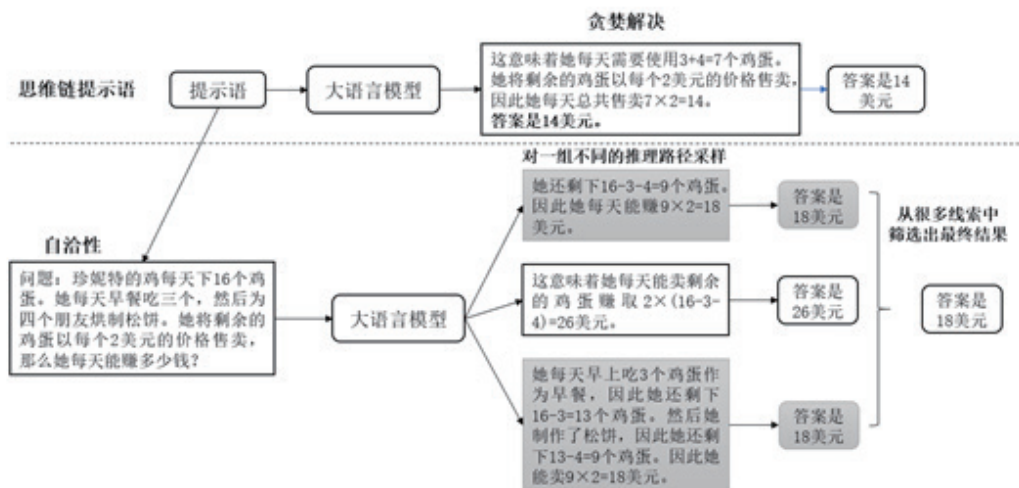 贪婪解决
思维链提示语
提示语
大语言模型
这意味着她每天需要使用3+4=7个鸡蛋。
她将剩余的鸡蛋以每个2美元的价格售卖,
因此她每天总共售卖7×2=14。
答案是14美元。
答案是14
美元
对一组不同的推理路径采样
自洽性
问题：珍妮特的鸡每天下16个鸡
蛋。她每天早餐吃三个，然后为
四个朋友烘制松饼。她将剩余的
鸡蛋以每个2美元的价格售卖，
那么她每天能赚多少钱？
大语言模型
她还剩下16-3-4=9个鸡蛋。
因此她每天能赚9×2=18
美元。
答案是
18美元
这意味着她每天能卖剩余
的鸡蛋赚取2×(16-3-
4)=26美元。
答案是
26美元
她每天早上吃3个鸡蛋作
为早餐，因此她还剩下
16-3=13个鸡蛋。然后她
制作了松饼，因此她还剩
下13-4=9个鸡蛋。因此她
能卖9×2=18美元。
答案是
18美元
从很多线索中
筛选出最终结果
答案是
18美元